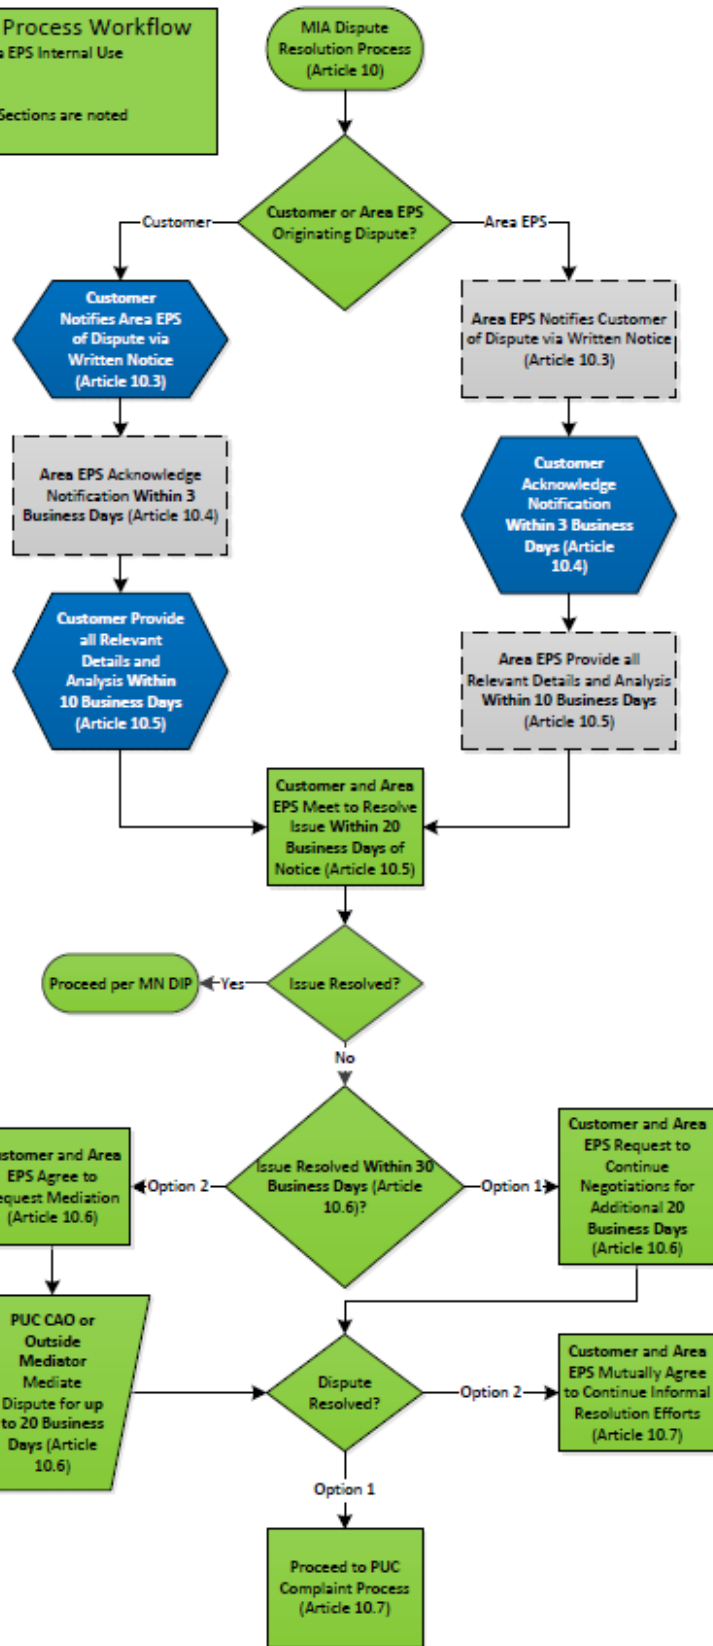 Process Workflow
EPS Internal Use
Sections are noted
MIA Dispute
Resolution Process
(Article 10)
Customer or Area EPS
Originating Dispute?
Customer
Area EPS
Customer
Notifies Area EPS
of Dispute via
Written Notice
(Article 10.3)
Area EPS Notifies Customer
of Dispute via Written Notice
(Article 10.3)
Area EPS Acknowledge
Notification Within 3
Business Days (Article 10.4)
Customer
Acknowledge
Notification
Within 3 Business
Days (Article
10.4)
Customer Provide
all Relevant
Details and
Analysis Within
10 Business Days
(Article 10.5)
Area EPS Provide all
Relevant Details and Analysis
Within 10 Business Days
(Article 10.5)
Customer and Area
EPS Meet to Resolve
Issue Within 20
Business Days of
Notice (Article 10.5)
Issue Resolved?
Yes
Proceed per MN DIP
No
Issue Resolved Within 30
Business Days (Article
10.6)?
Option 2
Option 1
stomer and Area
EPS Agree to
quest Mediation
(Article 10.6)
Customer and Area
EPS Request to
Continue
Negotiations for
Additional 20
Business Days
(Article 10.6)
PUC CAO or
Outside
Mediator
Mediate
Dispute for up
to 20 Business
Days (Article
10.6)
Dispute
Resolved?
Option 2
Customer and Area
EPS Mutually Agree
to Continue Informal
Resolution Efforts
(Article 10.7)
Option 1
Proceed to PUC
Complaint Process
(Article 10.7)